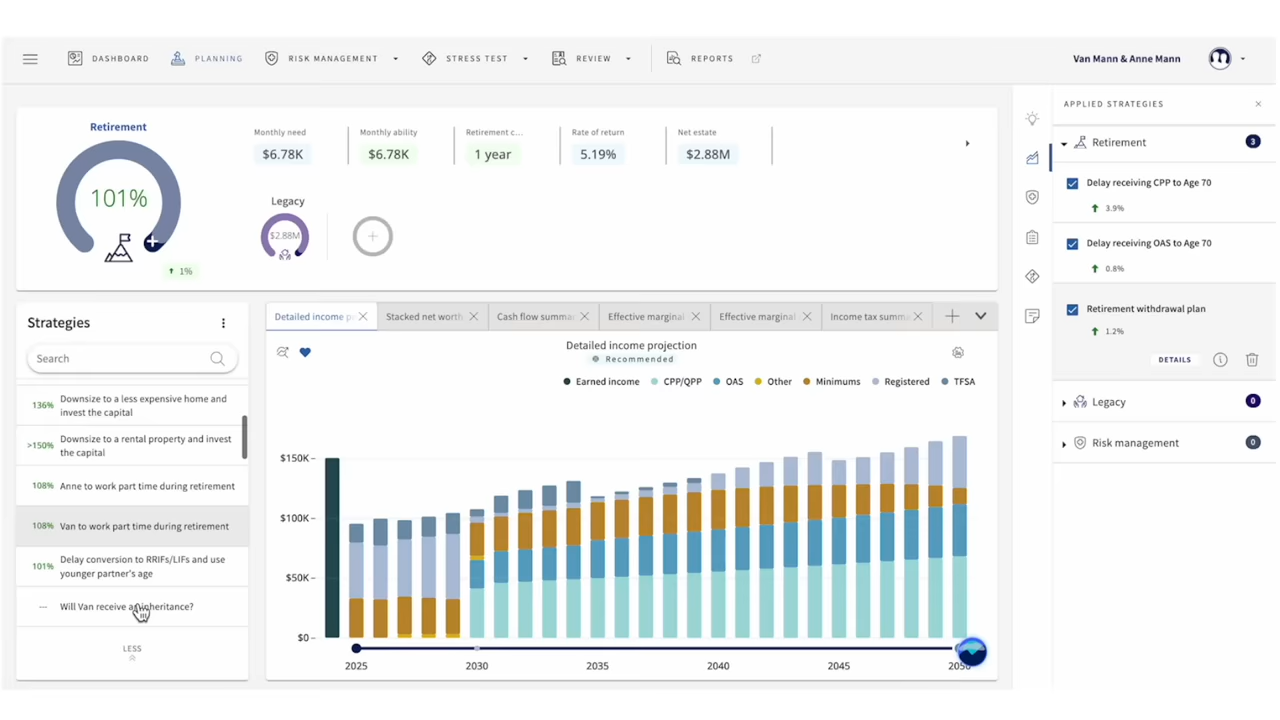 DASHBOARD PLANNING RISK MANAGEMENT STRESS TEST REVIEW REPORTS Van Mann & Anne Mann
Retirement
101%
1%
Monthly need
$6.78K
Monthly ability
$6.78K
Retirement c...
1 year
Rate of return
5.19%
Net estate
$2.88M
Legacy
$2.88M
Strategies
Search
136% Downsize to a less expensive home and
invest the capital
>150% Downsize to a rental property and invest
the capital
108% Anne to work part time during retirement
108% Van to work part time during retirement
101% Delay conversion to RRIFs/LIFs and use
younger partner's age
--- Will Van receive an inheritance?
LESS
Detailed income p Stacked net worth Cash flow summa Effective marginal Effective marginal Income tax summa
Detailed income projection
Recommended
Earned income CPP/QPP OAS Other Minimums Registered TFSA
$150K
$100K
$50K
$0
2025 2030 2035 2040 2045 2050
APPLIED STRATEGIES
Retirement 3
Delay receiving CPP to Age 70
3.9%
Delay receiving OAS to Age 70
0.8%
Retirement withdrawal plan
1.2%
DETAILS
Legacy 0
Risk management 0